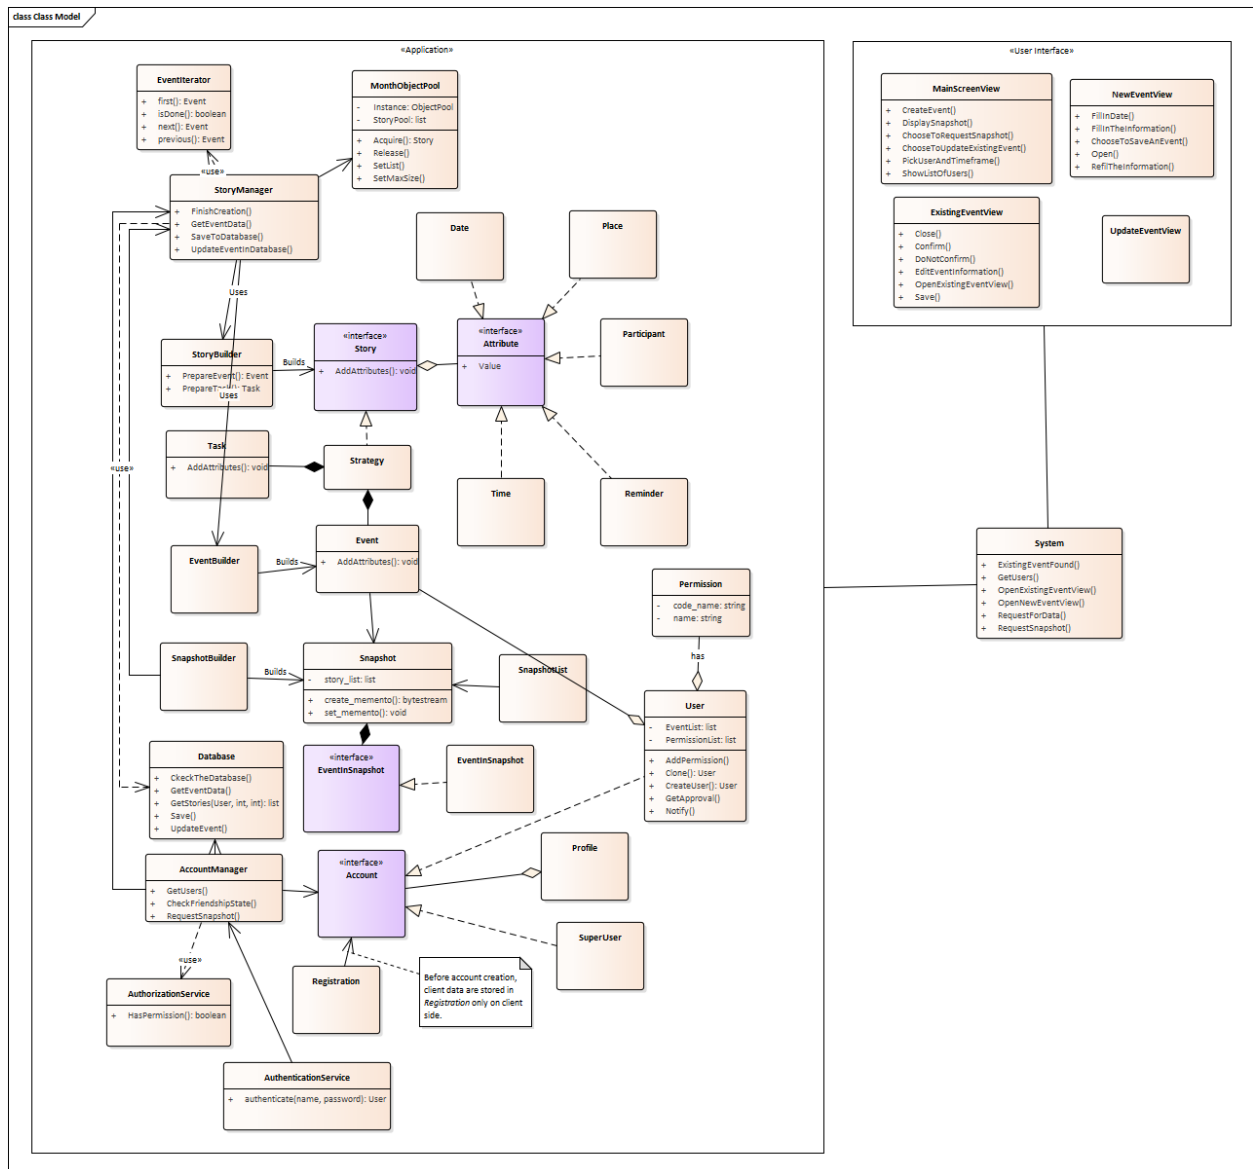 class Class Model
«Application»
EventIterator
+ first(): Event
+ isDone(): boolean
+ next(): Event
+ previous(): Event
MonthObjectPool
- Instance: ObjectPool
- StoryPool: list
+ Acquire(): Story
+ Release()
+ SetList()
+ SetMaxSize()
«use»
StoryManager
+ FinishCreation()
+ GetEventData()
+ SaveToDatabase()
+ UpdateEventInDatabase()
Date
Place
Uses
StoryBuilder
+ PrepareEvent(): Event
+ PrepareTask(): Task
Uses
Builds
«interface»
Story
+ AddAttributes(): void
«interface»
Attribute
+ Value
Participant
Task
+ AddAttributes(): void
Strategy
«use»
Time
Reminder
EventBuilder
Builds
Event
+ AddAttributes(): void
Permission
- code_name: string
- name: string
has
SnapshotBuilder
Builds
Snapshot
- story_list: list
+ create_memento(): bytestream
+ set_memento(): void
SnapshotList
User
- EventList: list
- PermissionList: list
+ AddPermission()
+ Clone(): User
+ CreateUser(): User
+ GetApproval()
+ Notify()
Database
+ CkeckTheDatabase()
+ GetEventData()
+ GetStories(User, int, int): list
+ Save()
+ UpdateEvent()
«interface»
EventInSnapshot
EventInSnapshot
AccountManager
+ GetUsers()
+ CheckFriendshipState()
+ RequestSnapshot()
«interface»
Account
Profile
SuperUser
«use»
AuthorizationService
+ HasPermission(): boolean
Registration
Before account creation,
client data are stored in
Registration only on client
side.
AuthenticationService
+ authenticate(name, password): User
«User Interface»
MainScreenView
+ CreateEvent()
+ DisplaySnapshot()
+ ChooseToRequestSnapshot()
+ ChooseToUpdateExistingEvent()
+ PickUserAndTimeframe()
+ ShowListOfUsers()
NewEventView
+ FillInDate()
+ FillInTheInformation()
+ ChooseToSaveAnEvent()
+ Open()
+ RefilTheInformation()
ExistingEventView
+ Close()
+ Confirm()
+ DoNotConfirm()
+ EditEventInformation()
+ OpenExistingEventView()
+ Save()
UpdateEventView
System
+ ExistingEventFound()
+ GetUsers()
+ OpenExistingEventView()
+ OpenNewEventView()
+ RequestForData()
+ RequestSnapshot()